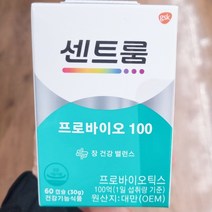 gsk
센트룸
프로바이오 100
장 건강 밸런스
프로바이오틱스
100억(1일 섭취량 기준)
원산지:대만(OEM)
60 캡슐 (30g)
건강기능식품